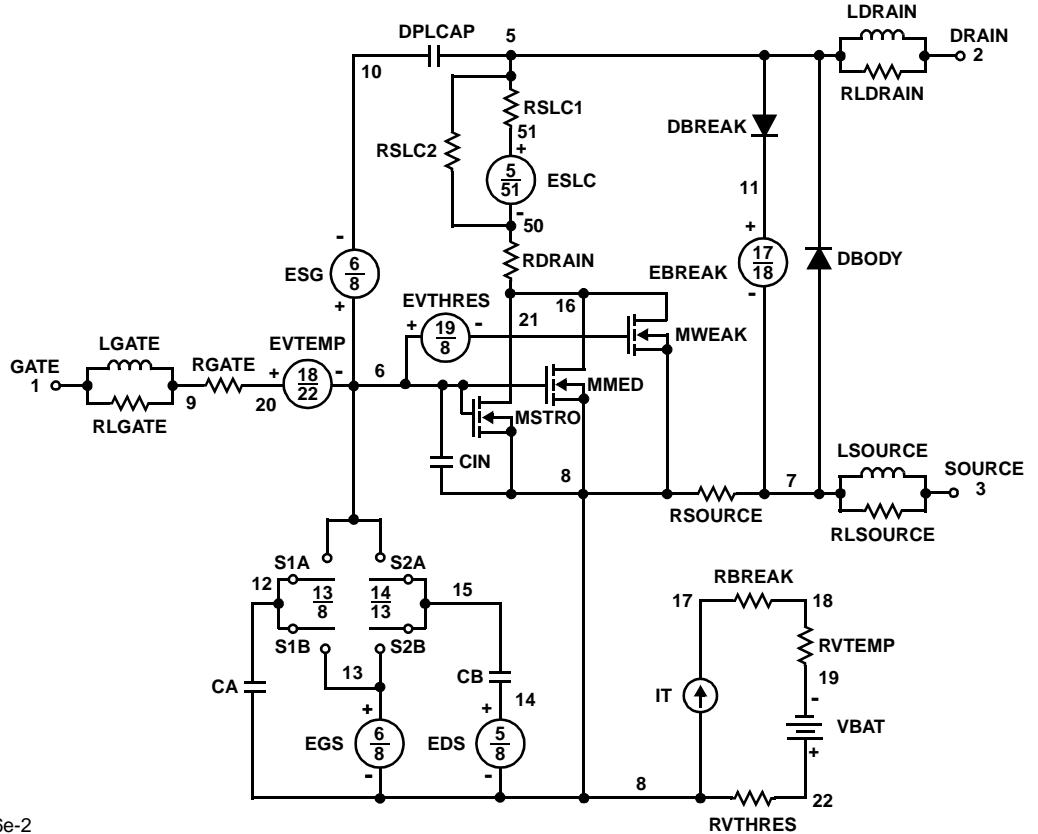 LDRAIN
DPLCAP 5 DRAIN
10 2
RLDRAIN
RSLC1
51
DBREAK
RSLC2
+
5
51
ESLC
11
-
50
-
+
17
18
EBREAK
DBODY
RDRAIN
ESG
6
8
EVTHRES
16
-
+
21
+
19
8
-
MWEAK
LGATE
EVTEMP
GATE
1
RGATE
+
18
22
-
6
9
20
RLGATE
MMED
MSTRO
CIN
8
7
LSOURCE
SOURCE
3
RSOURCE
RLSOURCE
S1A
S2A
12
13
8
14
13
15
S1B
S2B
13
RBREAK
17
18
RVTEMP
19
-
CA
CB
14
IT
VBAT
+
+
EGS
6
8
-
+
EDS
5
8
-
8
22
RVTHRES
6e-2